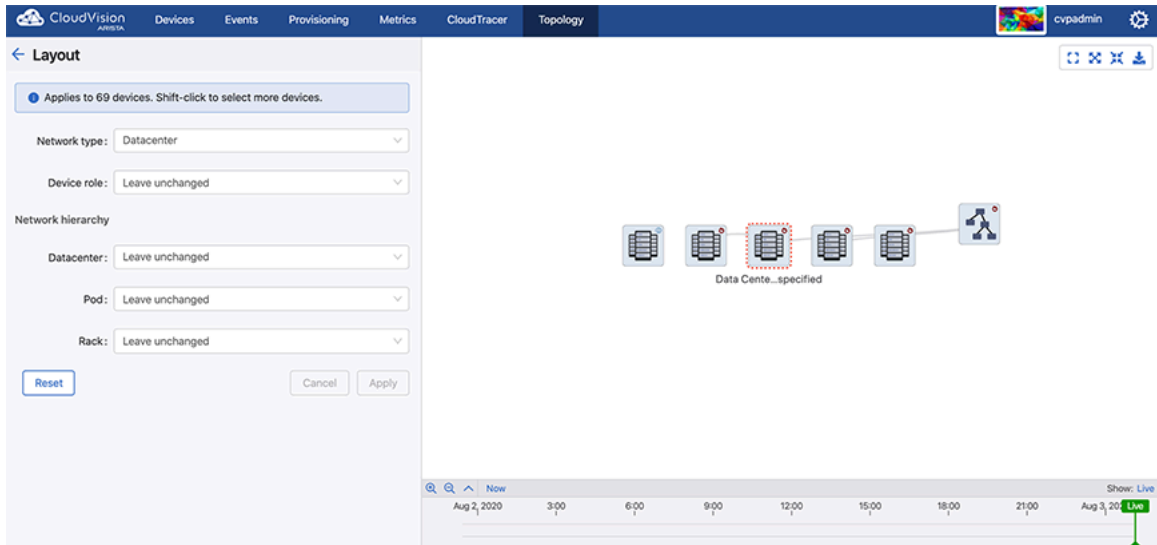 CloudVision
ARISTA
Devices
Events
Provisioning
Metrics
CloudTracer
Topology
cvpadmin
Layout
Applies to 69 devices. Shift-click to select more devices.
Network type: Datacenter
Device role: Leave unchanged
Network hierarchy
Datacenter: Leave unchanged
Pod: Leave unchanged
Rack: Leave unchanged
Reset
Cancel
Apply
Data Cente...specified
Now
Show: Live
Aug 2, 2020
3:00
6:00
9:00
12:00
15:00
18:00
21:00
Aug 3, 20
Live